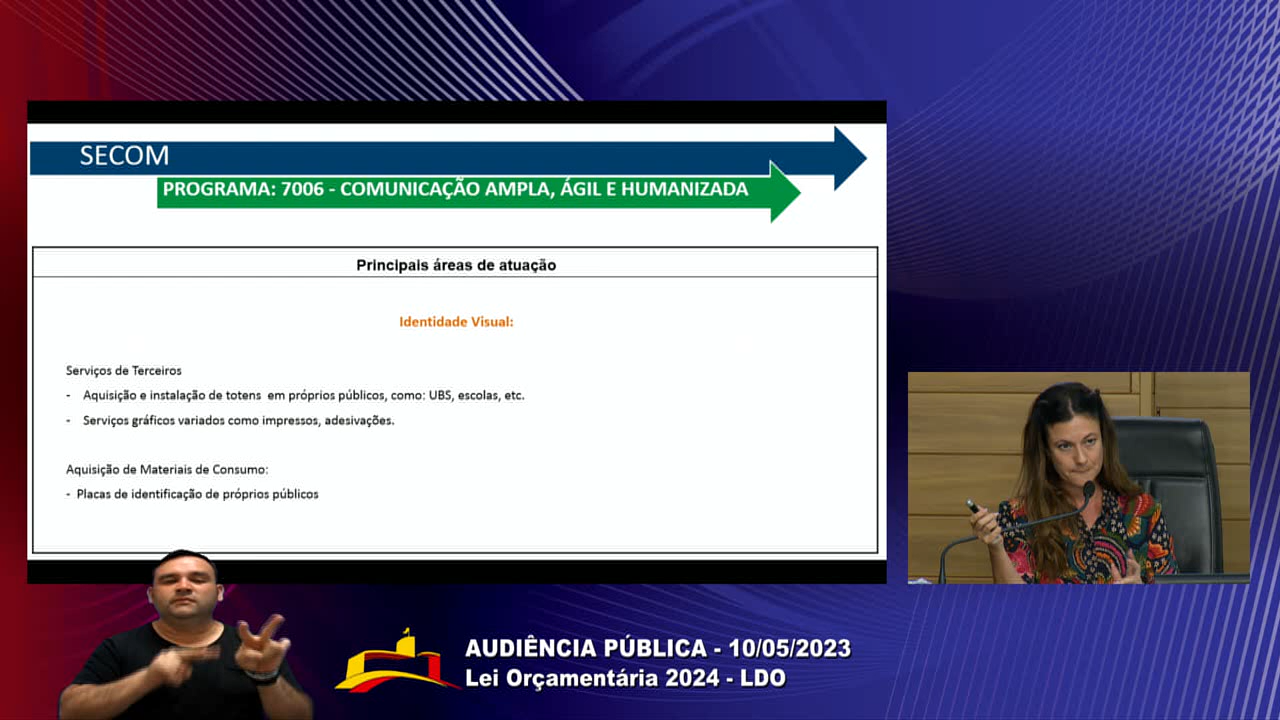 SECOM
PROGRAMA: 7006 - COMUNICAÇÃO AMPLA, ÁGIL E HUMANIZADA
Principais áreas de atuação
Identidade Visual:
Serviços de Terceiros
- Aquisição e instalação de totens em próprios públicos, como: UBS, escolas, etc.
- Serviços gráficos variados como impressos, adesivações.
Aquisição de Materiais de Consumo:
- Placas de identificação de próprios públicos
AUDIÊNCIA PÚBLICA - 10/05/2023
Lei Orçamentária 2024 - LDO